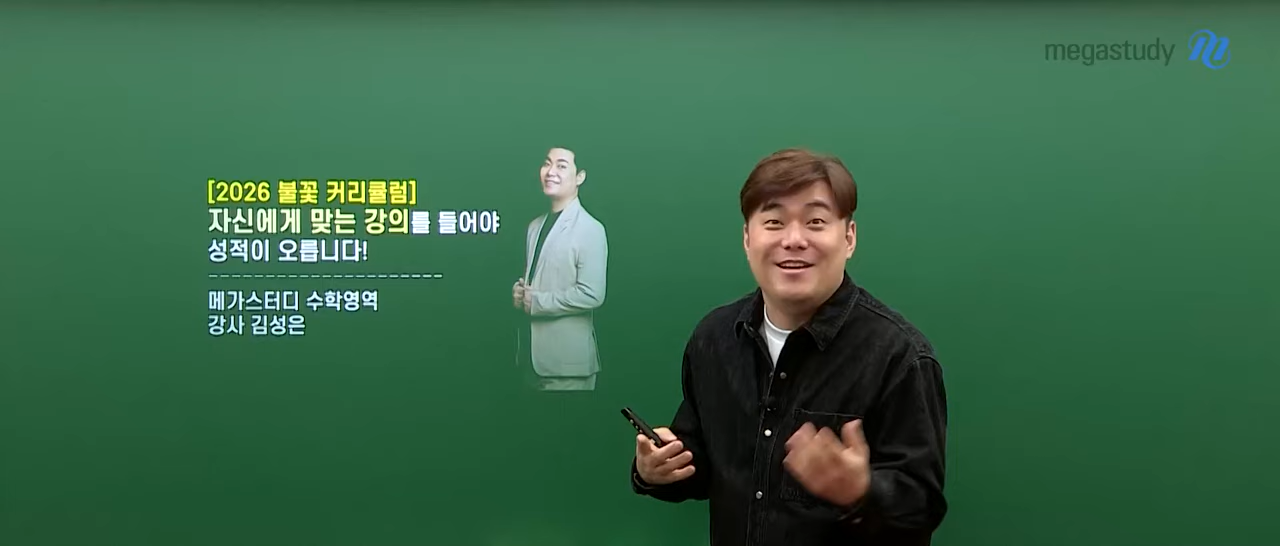 megastudy
[2026 불꽃 커리큘럼]
자신에게 맞는 강의를 들어야
성적이 오릅니다!
메가스터디 수학영역
강사 김성은